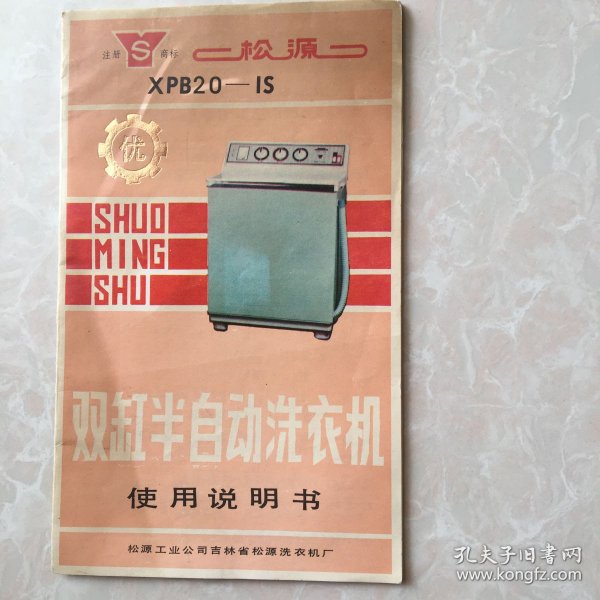 注册 S 商标 松源
XPB20—1S
优
SHUO
MING
SHU
双缸半自动洗衣机
使用说明书
松源工业公司吉林省松源洗衣机厂
孔夫子旧书网
www.kongfz.com